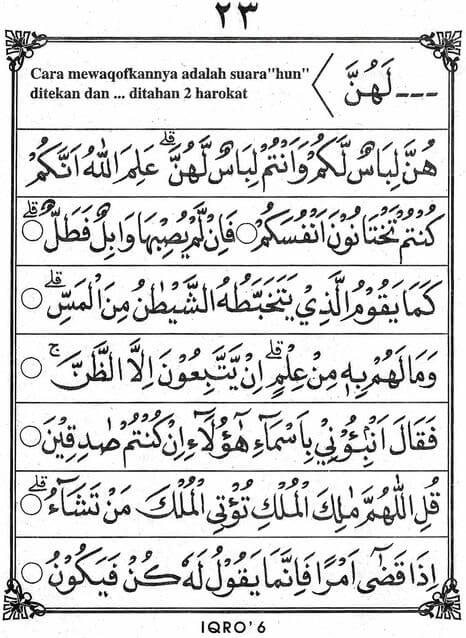 ٢٣
Cara mewaqofkannya adalah suara"hun"
ditekan dan ... ditahan 2 harokat
--- لَهُنَّ
هُنَّ لِبَاسٌ لَّكُمْ وَاَنْتُمْ لِبَاسٌ لَّهُنَّ ۗ عَلِمَ اللّٰهُ اَنَّكُمْ
كُنْتُمْ تَخْتَانُوْنَ اَنْفُسَكُمْ ○ فَاِنْ لَّمْ يُصِبْهَا وَابِلٌ فَطَلٌّ ۗ ○
كَمَا يَقُوْمُ الَّذِيْ يَتَخَبَّطُهُ الشَّيْطٰنُ مِنَ الْمَسِّ ۗ ○
وَمَا لَهُمْ بِهٖ مِنْ عِلْمٍ ۗ اِنْ يَّتَّبِعُوْنَ اِلَّا الظَّنَّ ۚ ○
فَقَالَ اَنْۢبِـُٔوْنِيْ بِاَسْمَاۤءِ هٰٓؤُلَاۤءِ اِنْ كُنْتُمْ صٰدِقِيْنَ ○
قُلِ اللّٰهُمَّ مٰلِكَ الْمُلْكِ تُؤْتِى الْمُلْكَ مَنْ تَشَاۤءُ ۗ ○
اِذَا قَضٰٓى اَمْرًا فَاِنَّمَا يَقُوْلُ لَهٗ كُنْ فَيَكُوْنُ ○
IQRO' 6